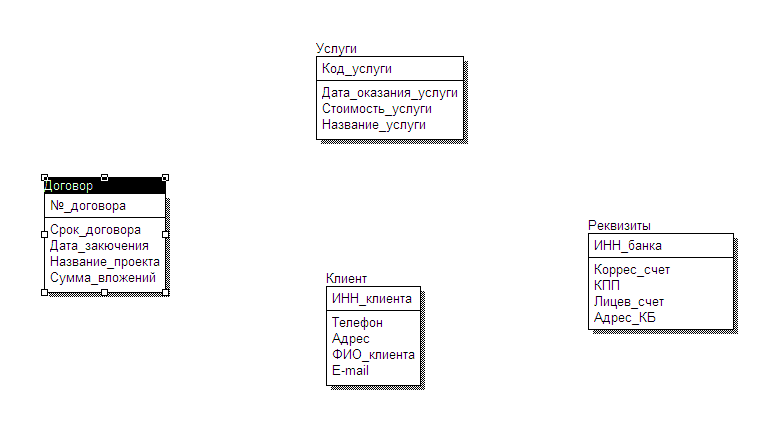 Услуги
Код_услуги
Дата_оказания_услуги
Стоимость_услуги
Название_услуги
Договор
№_договора
Срок_договора
Дата_закючения
Название_проекта
Сумма_вложений
Клиент
ИНН_клиента
Телефон
Адрес
ФИО_клиента
E-mail
Реквизиты
ИНН_банка
Коррес_счет
КПП
Лицев_счет
Адрес_КБ